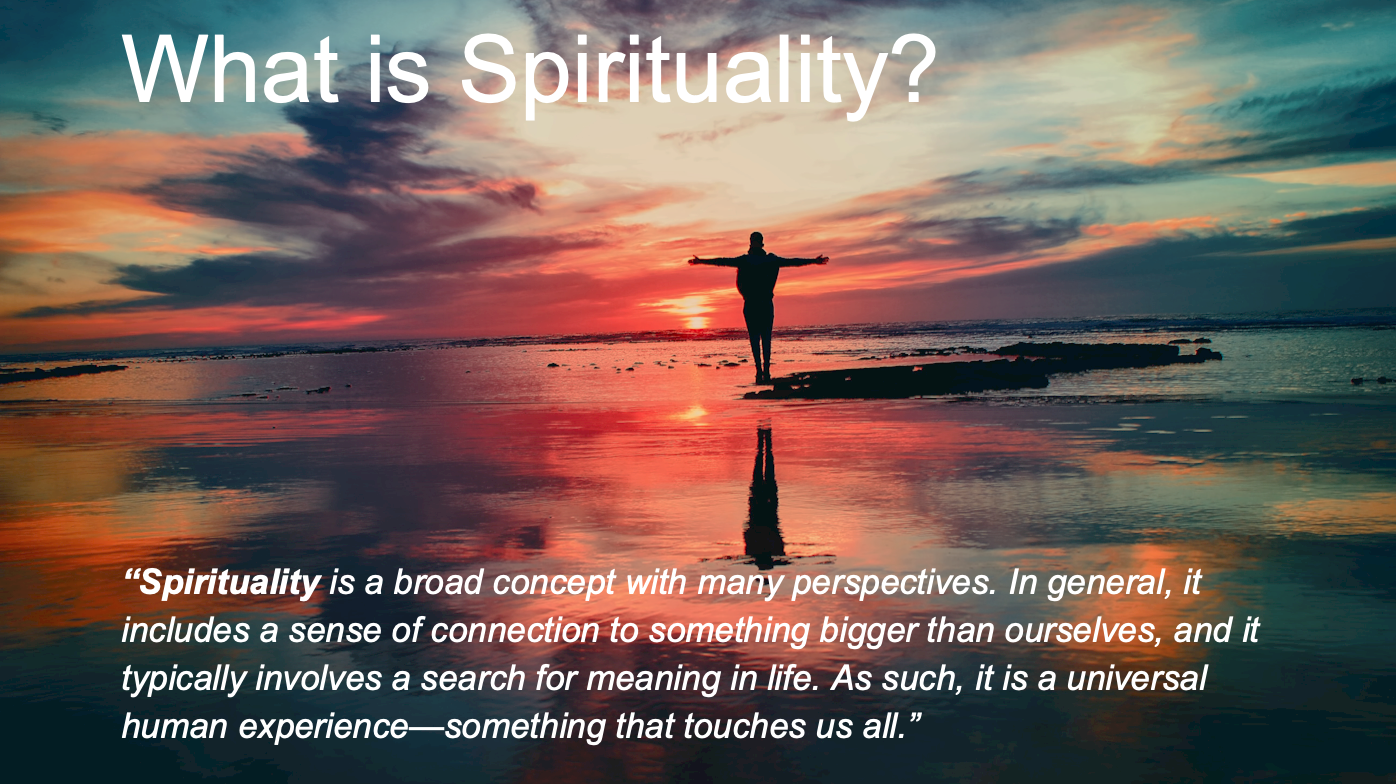 What is Spirituality?
“Spirituality is a broad concept with many perspectives. In general, it
includes a sense of connection to something bigger than ourselves, and it
typically involves a search for meaning in life. As such, it is a universal
human experience—something that touches us all.”